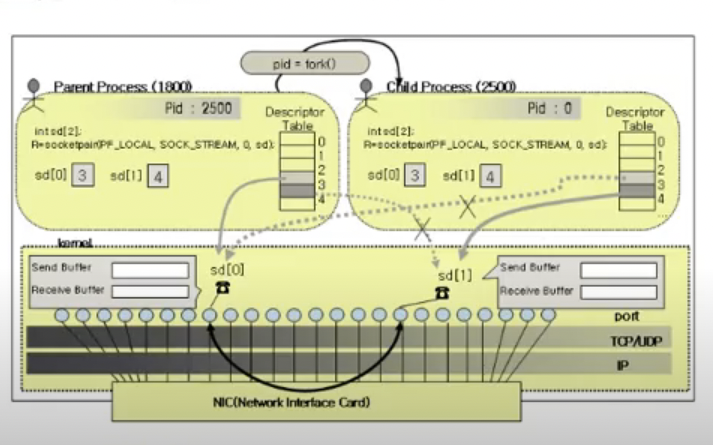 pid = fork()
Parent Process (1800)
Pid : 2500
int sd[2];
R=socketpair(PF_LOCAL, SOCK_STREAM, 0, sd);
sd[0] 3 sd[1] 4
Descriptor
Table
0
1
2
3
4
Child Process (2500)
Pid : 0
int sd[2];
R=socketpair(PF_LOCAL, SOCK_STREAM, 0, sd);
sd[0] 3 sd[1] 4
Descriptor
Table
0
1
2
3
4
kernel
Send Buffer
Receive Buffer
sd[0]
sd[1]
Send Buffer
Receive Buffer
port
TCP/UDP
IP
NIC(Network Interface Card)